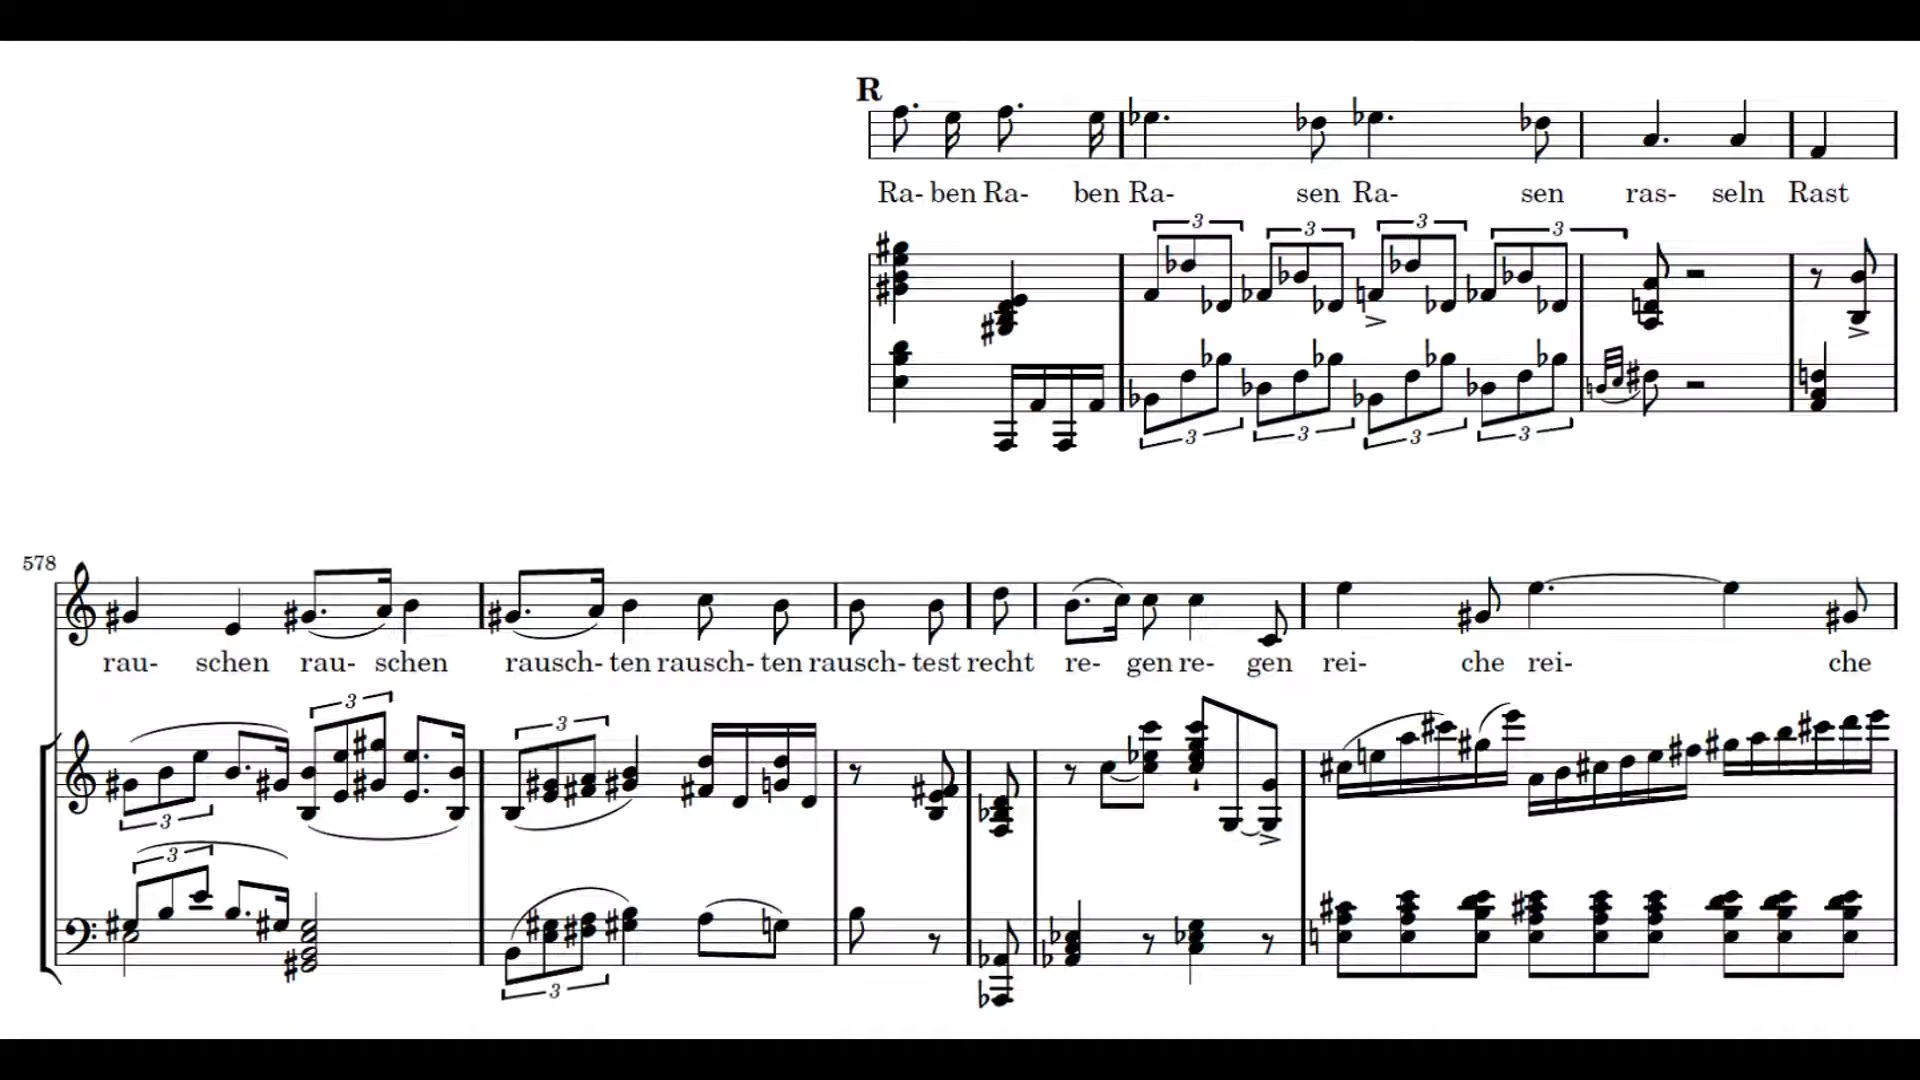 R
Ra- ben Ra- ben Ra- sen Ra- sen ras- seln Rast
3 3 3 3
3 3 3 3
578
rau- schen rau- schen rausch- ten rausch- ten rausch- test recht re- gen re- gen rei- che rei- che
3 3 3
3 3
3